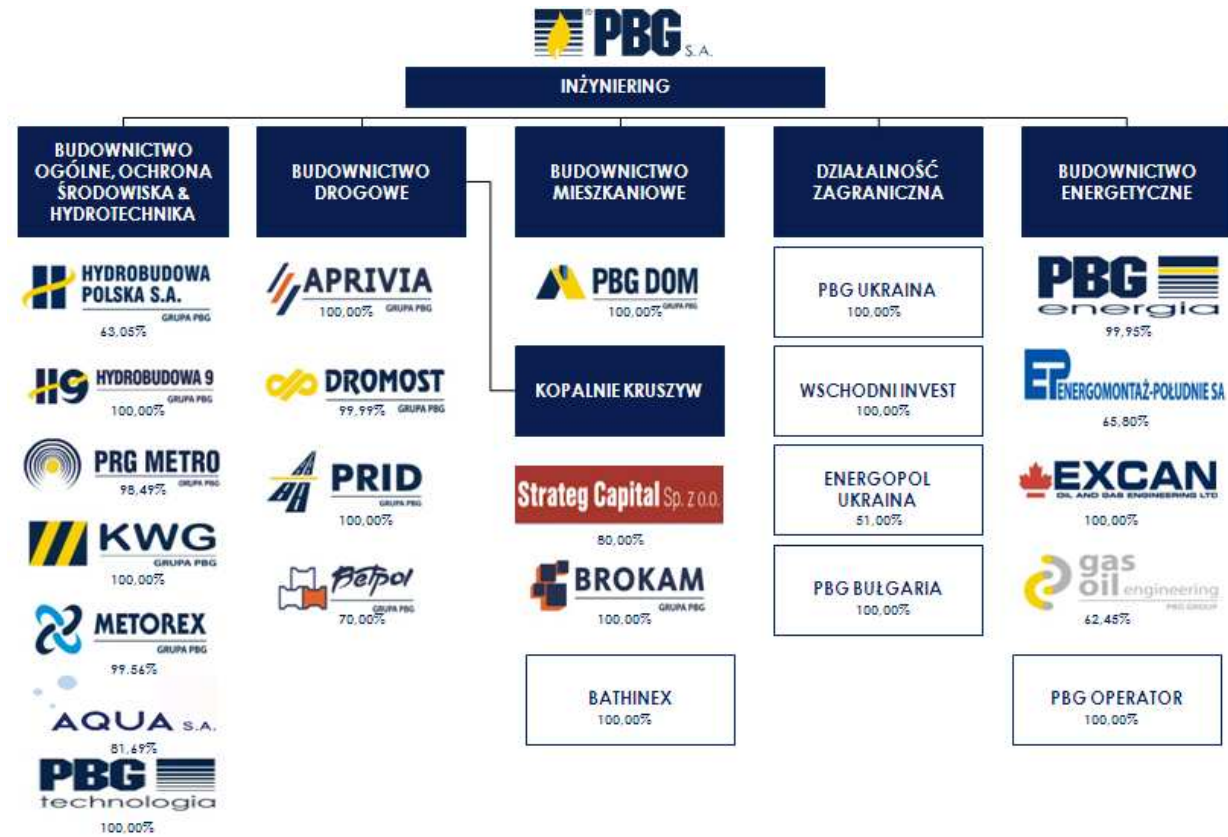 PBG S.A.
INŻYNIERING
BUDOWNICTWO
OGÓLNE, OCHRONA
ŚRODOWISKA &
HYDROTECHNIKA
HYDROBUDOWA
POLSKA S.A.
GRUPA PBG
63,05%
H9 HYDROBUDOWA 9
GRUPA PBG
100,00%
PRG METRO
GRUPA PBG
98,49%
KWG
GRUPA PBG
100,00%
METOREX
GRUPA PBG
99.56%
AQUA S.A.
81,69%
PBG
technologia
100,00%
BUDOWNICTWO
DROGOWE
APRIVIA
GRUPA PBG
100,00%
DROMOST
GRUPA PBG
99,99%
PRID
GRUPA PBG
100,00%
Betpol
GRUPA PBG
70,00%
BUDOWNICTWO
MIESZKANIOWE
PBG DOM
GRUPA PBG
100,00%
KOPALNIE KRUSZYW
Strateg Capital Sp. z o.o.
80,00%
BROKAM
GRUPA PBG
100,00%
BATHINEX
100,00%
DZIAŁALNOŚĆ
ZAGRANICZNA
PBG UKRAINA
100,00%
WSCHODNI INVEST
100,00%
ENERGOPOL
UKRAINA
51,00%
PBG BUŁGARIA
100,00%
BUDOWNICTWO
ENERGETYCZNE
PBG
energia
99,95%
EP ENERGOMONTAŻ-POŁUDNIE SA
65,80%
EXCAN
OIL AND GAS ENGINEERING LTD
100,00%
gas
oil engineering
PBG GROUP
62,45%
PBG OPERATOR
100,00%